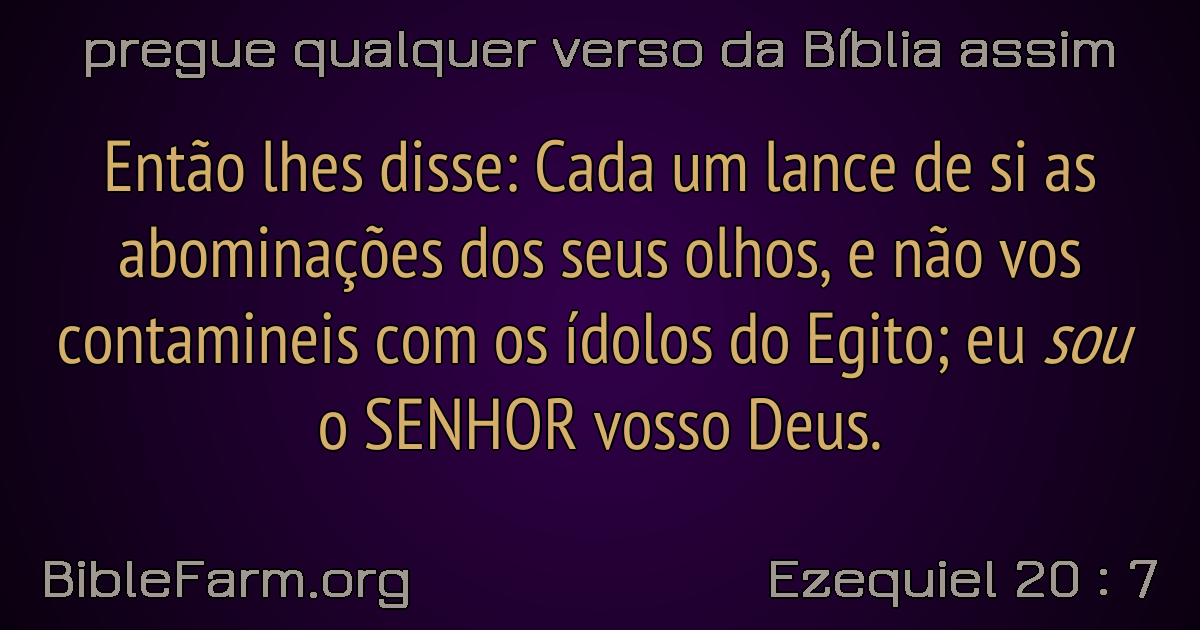 pregue qualquer verso da Bíblia assim
Então lhes disse: Cada um lance de si as
abominações dos seus olhos, e não vos
contamineis com os ídolos do Egito; eu sou
o SENHOR vosso Deus.
BibleFarm.org
Ezequiel 20 : 7